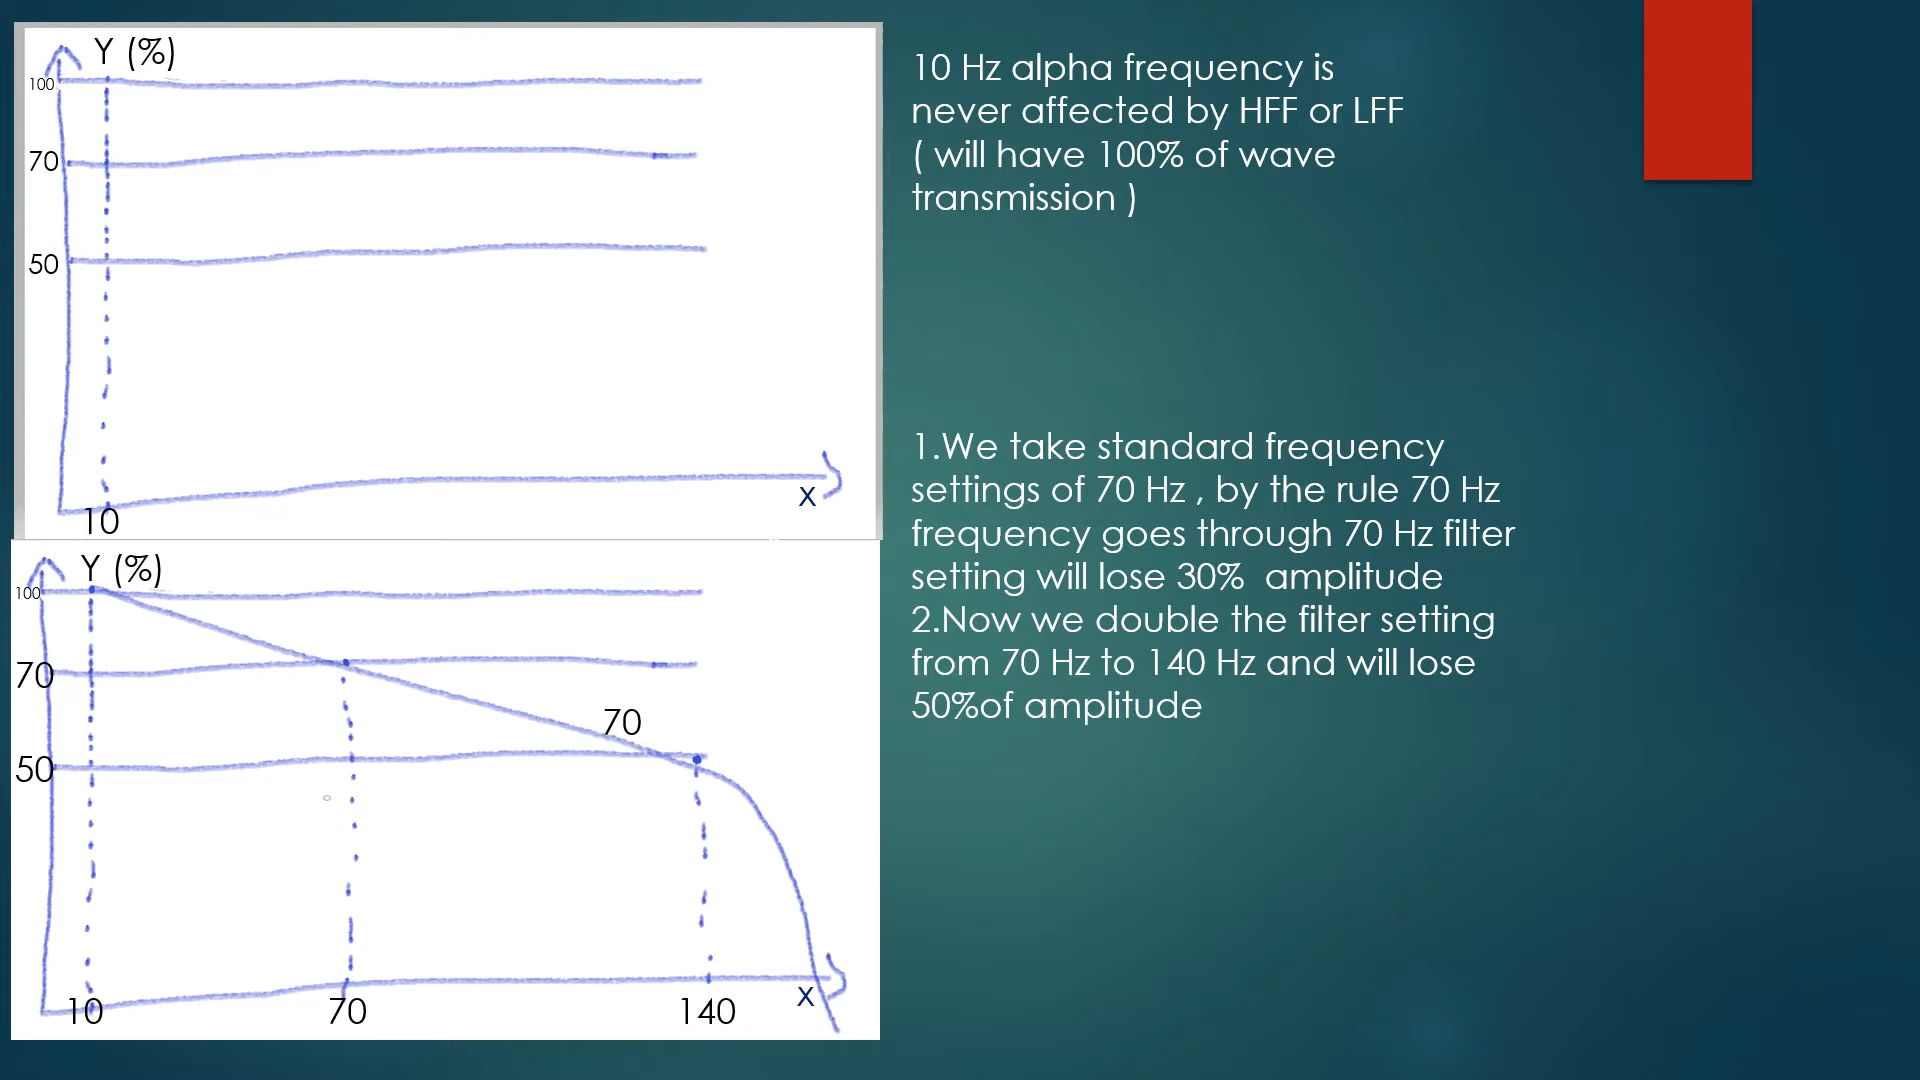 Y (%)
100
70
50
X
10
10 Hz alpha frequency is
never affected by HFF or LFF
( will have 100% of wave
transmission )
Y (%)
100
70
70
50
X
10 70 140
1.We take standard frequency
settings of 70 Hz , by the rule 70 Hz
frequency goes through 70 Hz filter
setting will lose 30% amplitude
2.Now we double the filter setting
from 70 Hz to 140 Hz and will lose
50%of amplitude